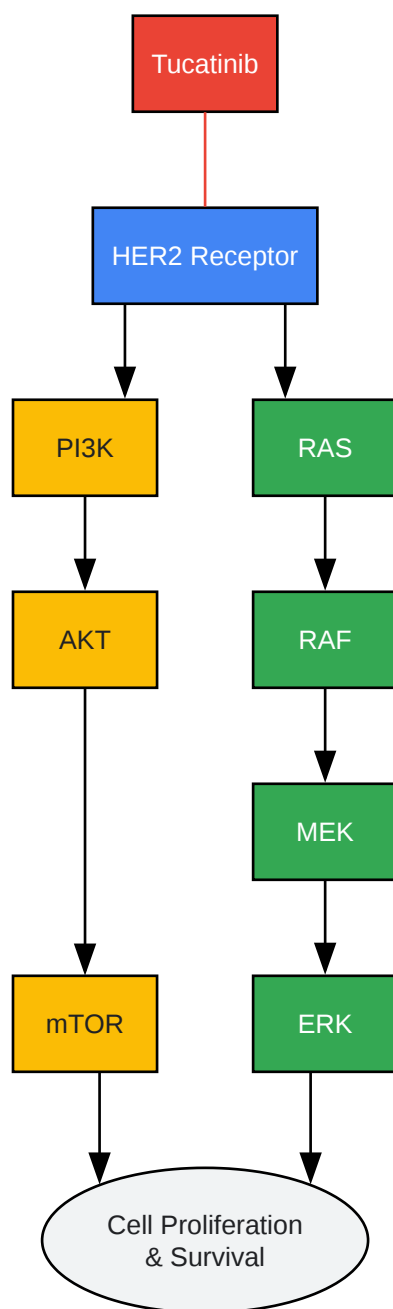 Tucatinib
HER2 Receptor
PI3K
RAS
AKT
RAF
MEK
mTOR
ERK
Cell Proliferation
& Survival